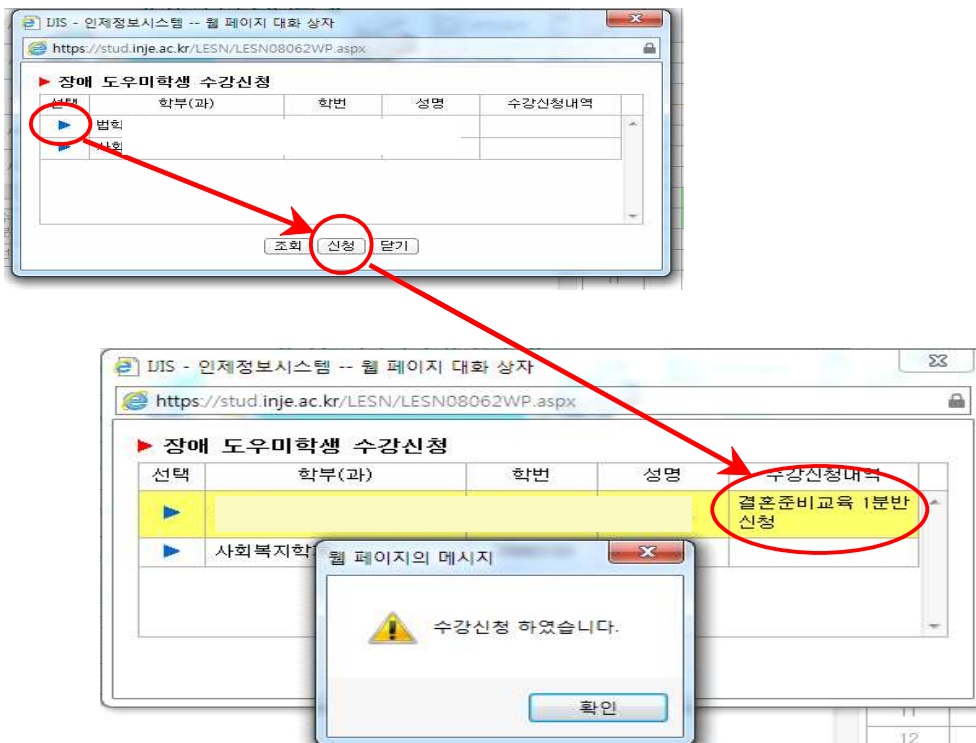 IJIS - 인제정보시스템 -- 웹 페이지 대화 상자
https://stud.inje.ac.kr/LESN/LESN08062WP.aspx
▶ 장애 도우미학생 수강신청
선택 학부(과) 학번 성명 수강신청내역
▶ 법학
▶ 사회
조회 신청 닫기
IJIS - 인제정보시스템 -- 웹 페이지 대화 상자
https://stud.inje.ac.kr/LESN/LESN08062WP.aspx
▶ 장애 도우미학생 수강신청
선택 학부(과) 학번 성명 수강신청내역
▶ 결혼준비교육 1분반
신청
▶ 사회복지학
웹 페이지의 메시지
수강신청 하였습니다.
확인
12